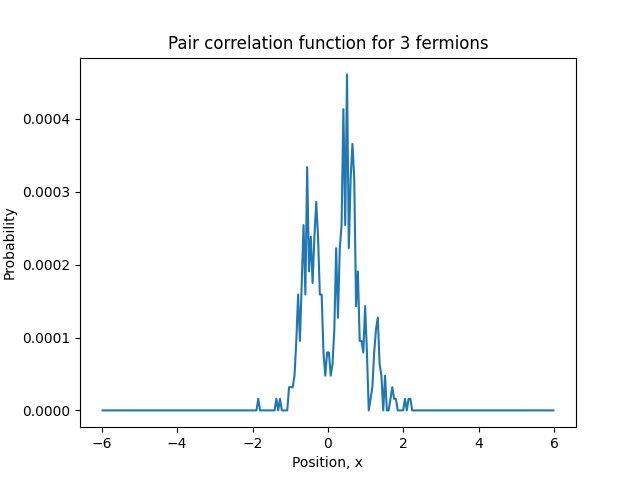 Pair correlation function for 3 fermions
Probability
0.0004
0.0003
0.0002
0.0001
0.0000
−6 −4 −2 0 2 4 6
Position, x